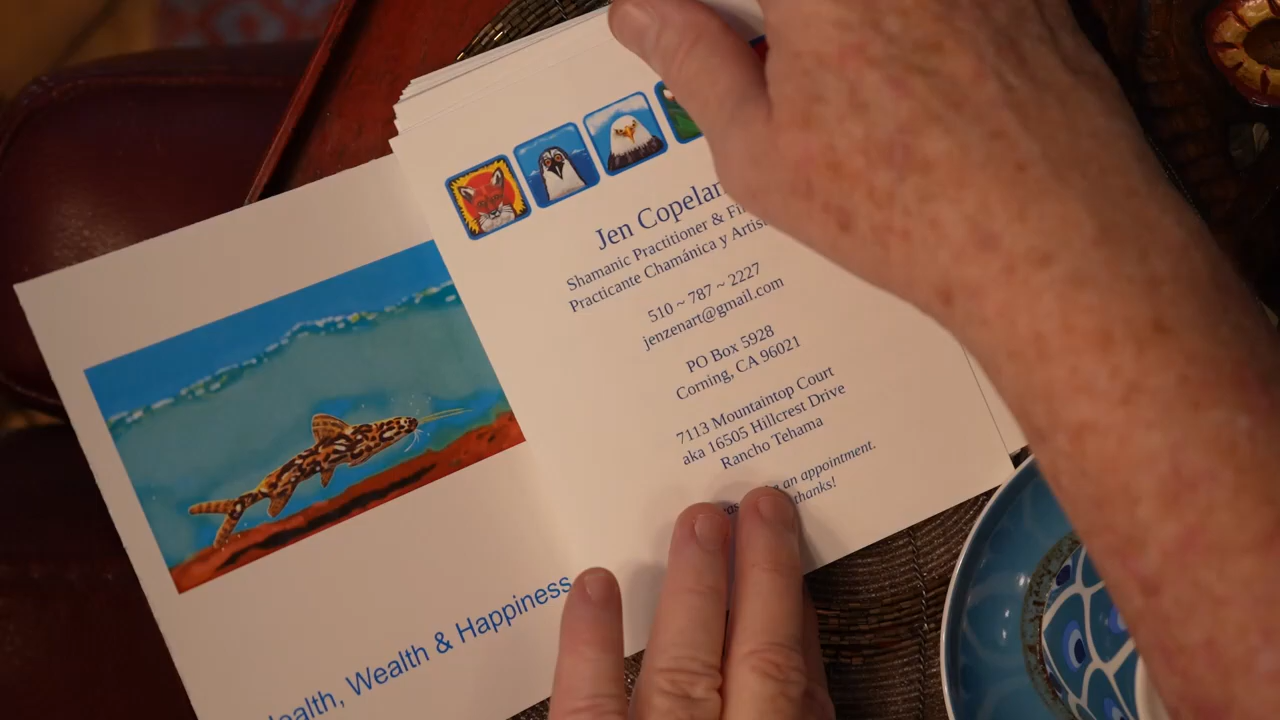 Jen Copelan
Shamanic Practitioner & Fi
Practicante Chamánica y Artis
510 ~ 787 ~ 2227
jenzenart@gmail.com
PO Box 5928
Corning, CA 96021
7113 Mountaintop Court
aka 16505 Hillcrest Drive
Rancho Tehama
an appointment.
thanks!
ealth, Wealth & Happiness